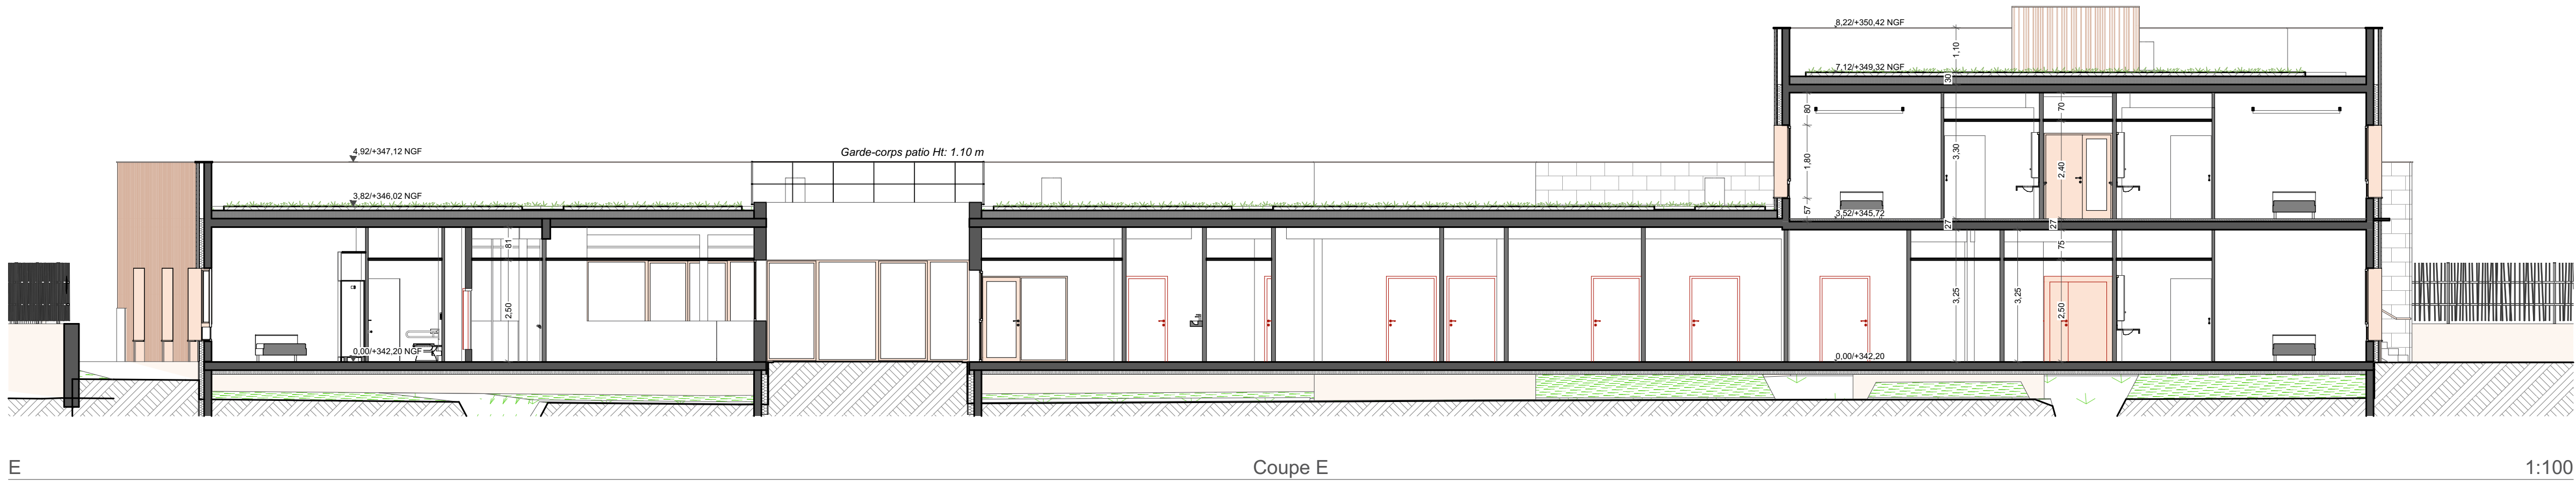 8,22/+350,42 NGF
1,10
7,12/+349,32 NGF
30
80
70
4,92/+347,12 NGF
Garde-corps patio Ht: 1.10 m
3,30
1,80
2,40
3,82/+346,02 NGF
57
3,52/+345,72
27
27
81
75
2,50
3,25
3,25
2,50
0,00/+342,20 NGF
0,00/+342,20
E
Coupe E
1:100